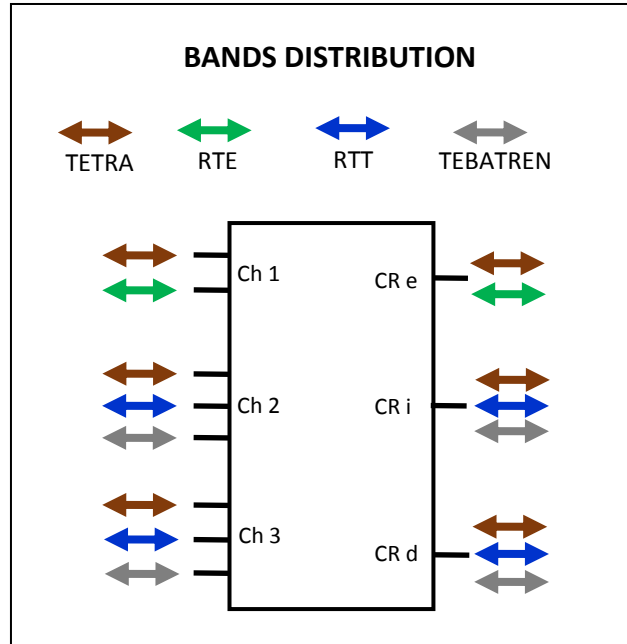 BANDS DISTRIBUTION
TETRA RTE RTT TEBATREN
Ch 1 CR e
Ch 2 CR i
Ch 3 CR d